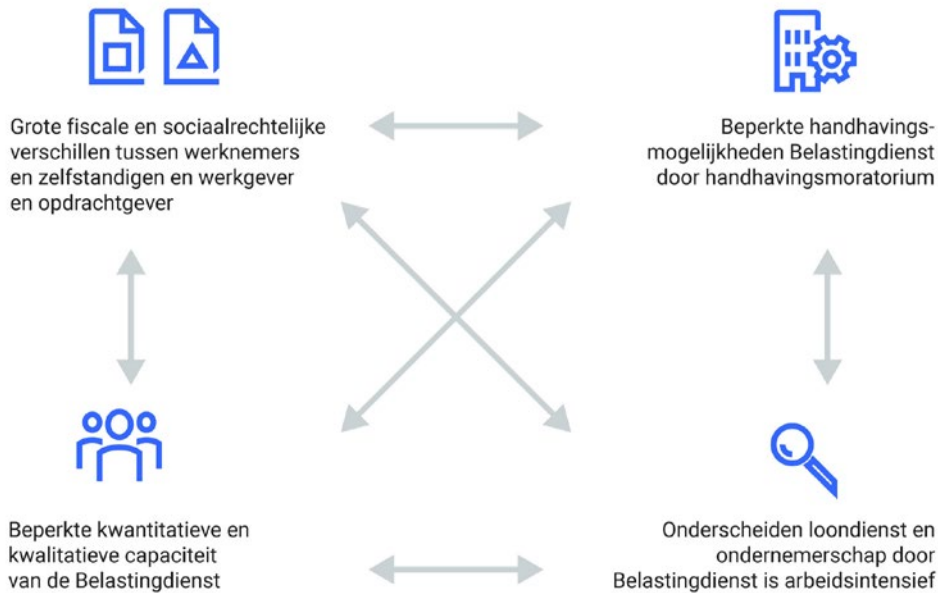 Grote fiscale en sociaalrechtelijke
verschillen tussen werknemers
en zelfstandigen en werkgever
en opdrachtgever
Beperkte handhavings-
mogelijkheden Belastingdienst
door handhavingsmoratorium
Beperkte kwantitatieve en
kwalitatieve capaciteit
van de Belastingdienst
Onderscheiden loondienst en
ondernemerschap door
Belastingdienst is arbeidsintensief